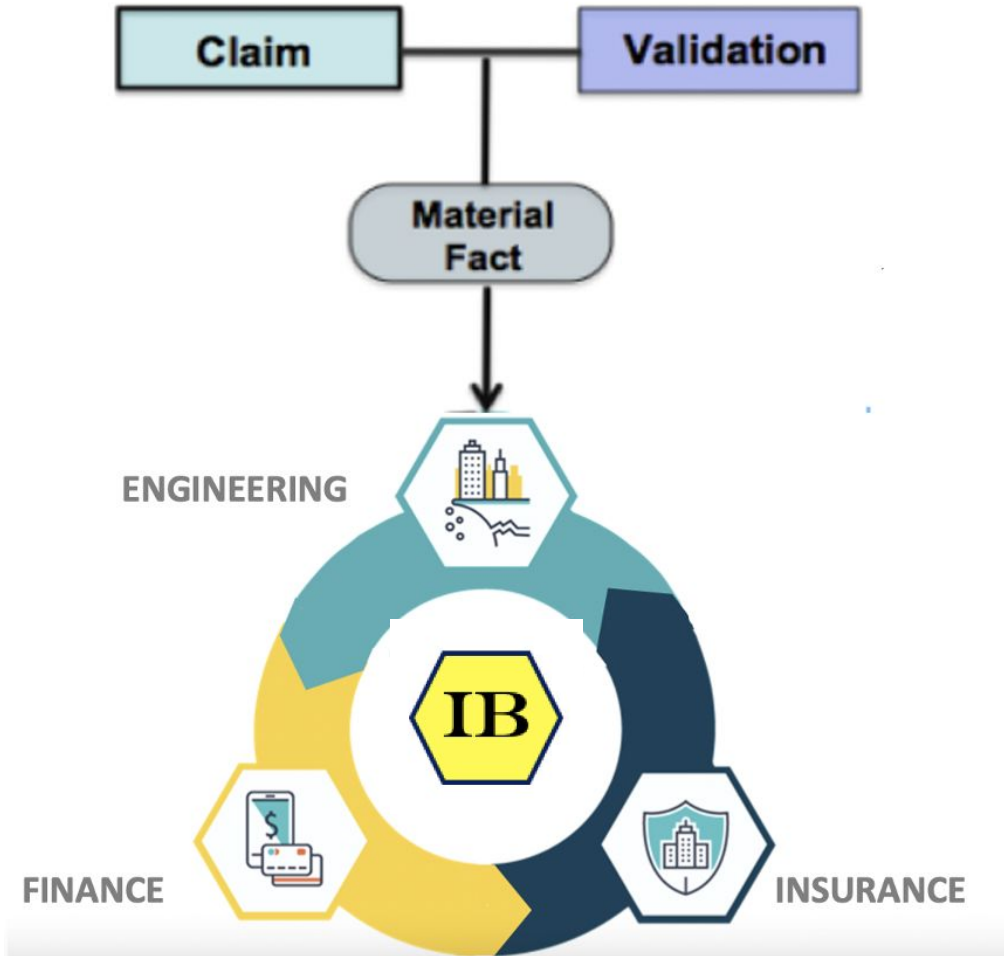 Claim
Validation
Material
Fact
ENGINEERING
$
IB
FINANCE
INSURANCE